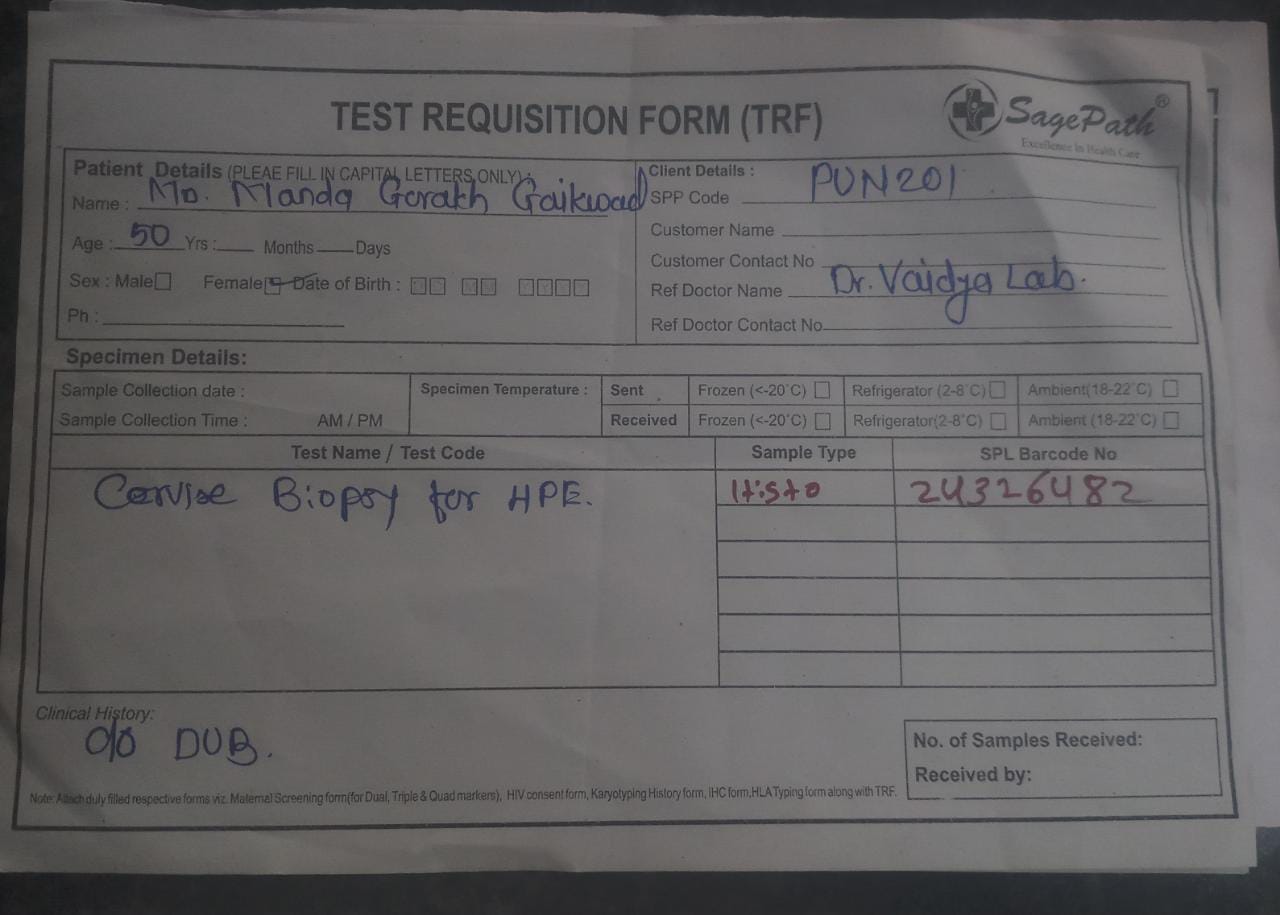 TEST REQUISITION FORM (TRF)
SagePath®
Excellence In Health Care
Patient Details (PLEAE FILL IN CAPITAL LETTERS ONLY) :
Name : Manda Gorakh Gaikwad
Age : 50 Yrs : Months Days
Sex : Male Female Date of Birth : D D M M Y Y Y Y
Ph :
Client Details :
SPP Code PUN201
Customer Name
Customer Contact No
Ref Doctor Name Dr. Vaidya Lab.
Ref Doctor Contact No.
Specimen Details:
Sample Collection date :
Sample Collection Time : AM / PM
Specimen Temperature :
Sent Frozen (<-20°C) Refrigerator (2-8°C) Ambient(18-22°C)
Received Frozen (<-20°C) Refrigerator(2-8°C) Ambient (18-22°C)
Test Name / Test Code Sample Type SPL Barcode No
Cervise Biopsy for HPE. Histo 24326482
Clinical History:
DUB.
No. of Samples Received:
Received by:
Note: Attach duly filled respective forms viz. Maternal Screening form(for Dual, Triple & Quad markers), HIV consent form, Karyotyping History form, IHC form,HLA Typing form along with TRF.